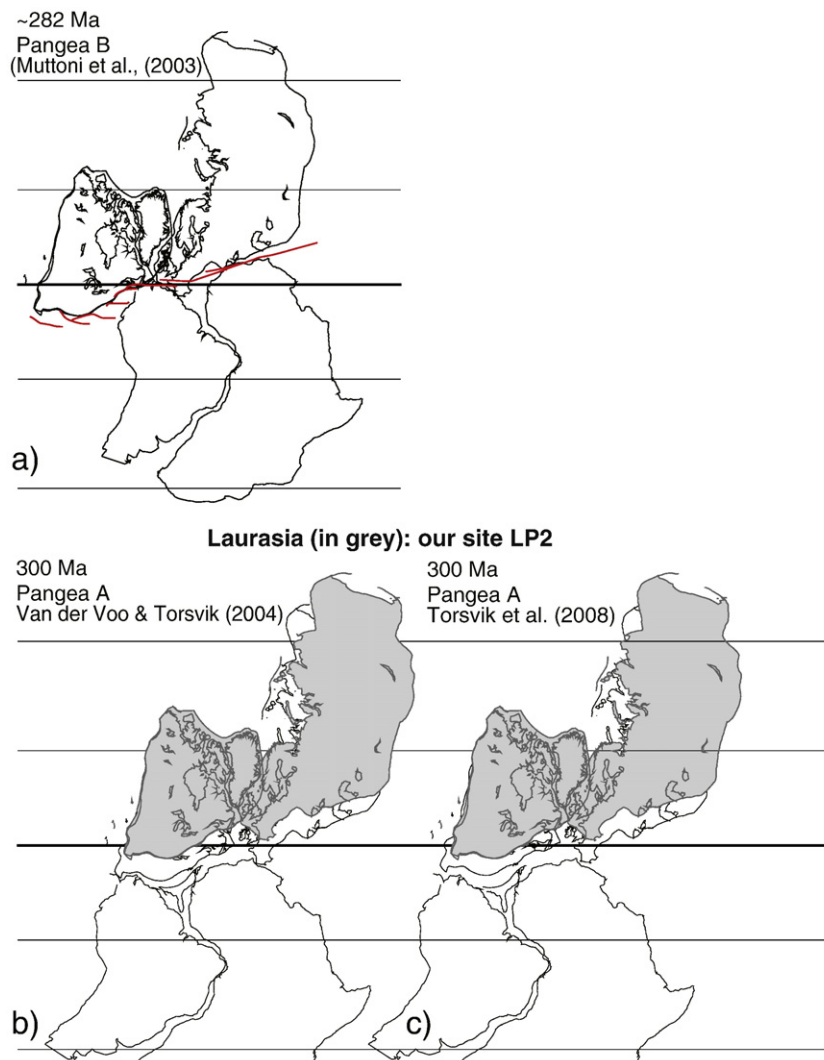 ~282 Ma
Pangea B
(Muttoni et al., (2003)
a)
Laurasia (in grey): our site LP2
300 Ma
Pangea A
Van der Voo & Torsvik (2004)
300 Ma
Pangea A
Torsvik et al. (2008)
b)
c)